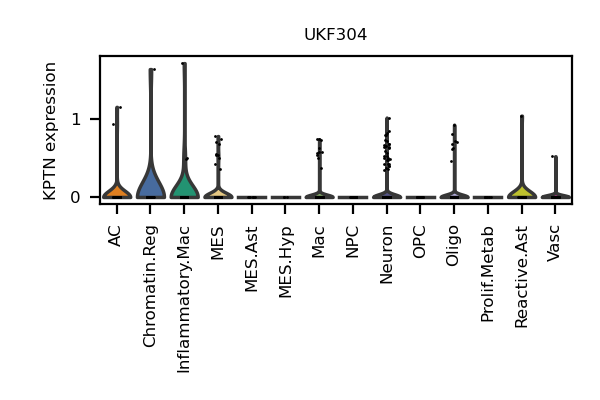 UKF304
KPTN expression
1
0
AC
Chromatin.Reg
Inflammatory.Mac
MES
MES.Ast
MES.Hyp
Mac
NPC
Neuron
OPC
Oligo
Prolif.Metab
Reactive.Ast
Vasc